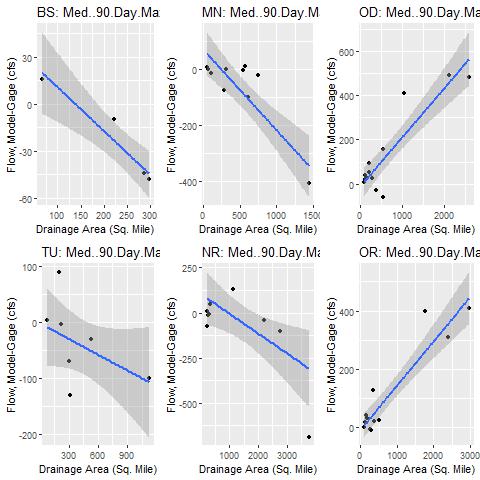 BS: Med..90.Day.Ma
MN: Med..90.Day.M
OD: Med..90.Day.Ma
Flow, Model-Gage (cfs)
Flow, Model-Gage (cfs)
Flow, Model-Gage (cfs)
30
0
-30
-60
0
-200
-400
600
400
200
0
100
150
200
250
300
0
500
1000
1500
0
1000
2000
Drainage Area (Sq. Mile)
Drainage Area (Sq. Mile)
Drainage Area (Sq. Mile)
TU: Med..90.Day.Ma
NR: Med..90.Day.Ma
OR: Med..90.Day.Ma
Flow, Model-Gage (cfs)
Flow, Model-Gage (cfs)
Flow, Model-Gage (cfs)
100
0
-100
-200
250
0
-250
-500
400
200
0
300
600
900
1000
2000
3000
0
1000
2000
3000
Drainage Area (Sq. Mile)
Drainage Area (Sq. Mile)
Drainage Area (Sq. Mile)